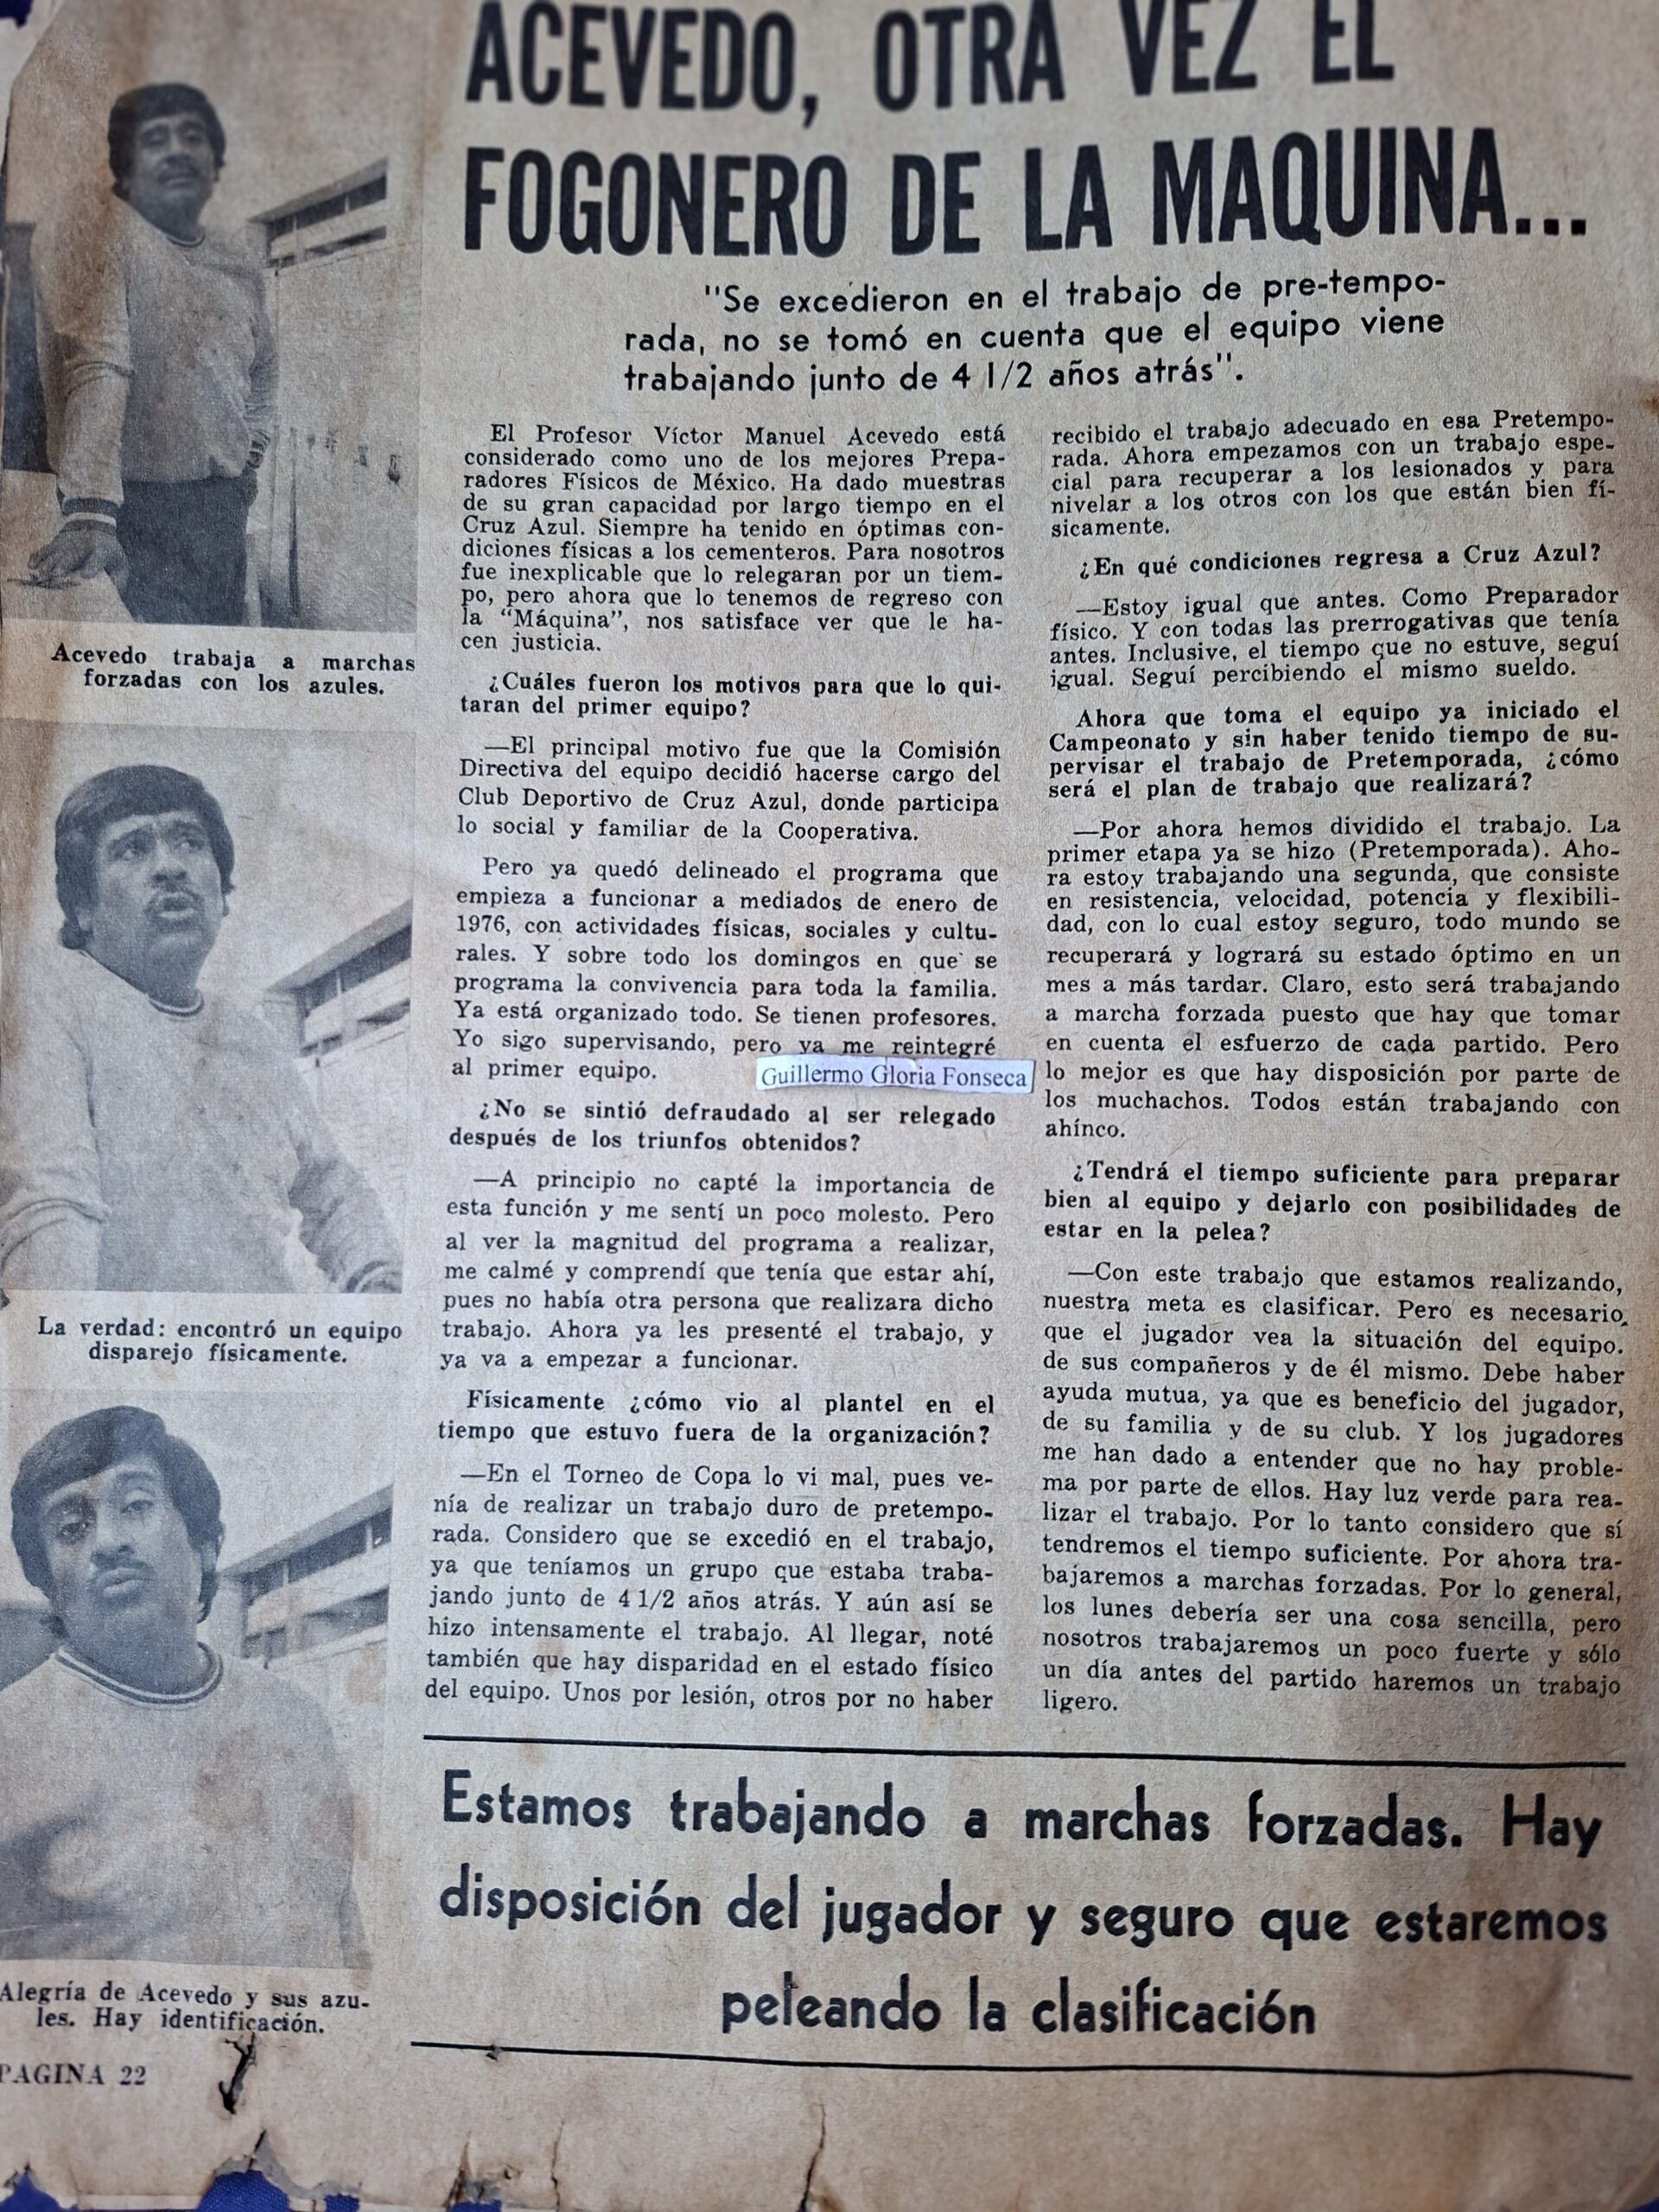 ACEVEDO, OTRA VEZ EL
FOGONERO DE LA MAQUINA...
"Se excedieron en el trabajo de pre-tempo-
rada, no se tomó en cuenta que el equipo viene
trabajando junto de 4 1/2 años atrás".
El Profesor Víctor Manuel Acevedo está
considerado como uno de los mejores Prepa-
radores Físicos de México. Ha dado muestras
de su gran capacidad por largo tiempo en el
Cruz Azul. Siempre ha tenido en óptimas con-
diciones físicas a los cementeros. Para nosotros
fue inexplicable que lo relegaran por un tiem-
po, pero ahora que lo tenemos de regreso con
la "Máquina", nos satisface ver que le ha-
cen justicia.
¿Cuáles fueron los motivos para que lo qui-
taran del primer equipo?
—El principal motivo fue que la Comisión
Directiva del equipo decidió hacerse cargo del
Club Deportivo de Cruz Azul, donde participa
lo social y familiar de la Cooperativa.
Pero ya quedó delineado el programa que
empieza a funcionar a mediados de enero de
1976, con actividades físicas, sociales y cultu-
rales. Y sobre todo los domingos en que se
programa la convivencia para toda la familia.
Ya está organizado todo. Se tienen profesores.
Yo sigo supervisando, pero ya me reintegré
al primer equipo.
Guillermo Gloria Fonseca
¿No se sintió defraudado al ser relegado
después de los triunfos obtenidos?
—A principio no capté la importancia de
esta función y me sentí un poco molesto. Pero
al ver la magnitud del programa a realizar,
me calmé y comprendí que tenía que estar ahí,
pues no había otra persona que realizara dicho
trabajo. Ahora ya les presenté el trabajo, y
ya va a empezar a funcionar.
Físicamente ¿cómo vio al plantel en el
tiempo que estuvo fuera de la organización?
—En el Torneo de Copa lo vi mal, pues ve-
nía de realizar un trabajo duro de pretempo-
rada. Considero que se excedió en el trabajo,
ya que teníamos un grupo que estaba traba-
jando junto de 4 1/2 años atrás. Y aún así se
hizo intensamente el trabajo. Al llegar, noté
también que hay disparidad en el estado físico
del equipo. Unos por lesión, otros por no haber
recibido el trabajo adecuado en esa Pretempo-
rada. Ahora empezamos con un trabajo espe-
cial para recuperar a los lesionados y para
nivelar a los otros con los que están bien fí-
sicamente.
¿En qué condiciones regresa a Cruz Azul?
—Estoy igual que antes. Como Preparador
físico. Y con todas las prerrogativas que tenía
antes. Inclusive, el tiempo que no estuve, seguí
igual. Seguí percibiendo el mismo sueldo.
Ahora que toma el equipo ya iniciado el
Campeonato y sin haber tenido tiempo de su-
pervisar el trabajo de Pretemporada, ¿cómo
será el plan de trabajo que realizará?
—Por ahora hemos dividido el trabajo. La
primer etapa ya se hizo (Pretemporada). Aho-
ra estoy trabajando una segunda, que consiste
en resistencia, velocidad, potencia y flexibili-
dad, con lo cual estoy seguro, todo mundo se
recuperará y logrará su estado óptimo en un
mes a más tardar. Claro, esto será trabajando
a marcha forzada puesto que hay que tomar
en cuenta el esfuerzo de cada partido. Pero
lo mejor es que hay disposición por parte de
los muchachos. Todos están trabajando con
ahínco.
¿Tendrá el tiempo suficiente para preparar
bien al equipo y dejarlo con posibilidades de
estar en la pelea?
—Con este trabajo que estamos realizando,
nuestra meta es clasificar. Pero es necesario
que el jugador vea la situación del equipo.
de sus compañeros y de él mismo. Debe haber
ayuda mutua, ya que es beneficio del jugador,
de su familia y de su club. Y los jugadores
me han dado a entender que no hay proble-
ma por parte de ellos. Hay luz verde para rea-
lizar el trabajo. Por lo tanto considero que sí
tendremos el tiempo suficiente. Por ahora tra-
bajaremos a marchas forzadas. Por lo general,
los lunes debería ser una cosa sencilla, pero
nosotros trabajaremos un poco fuerte y sólo
un día antes del partido haremos un trabajo
ligero.
Acevedo trabaja a marchas
forzadas con los azules.
La verdad: encontró un equipo
disparejo físicamente.
Alegría de Acevedo y sus azu-
les. Hay identificación.
Estamos trabajando a marchas forzadas. Hay
disposición del jugador y seguro que estaremos
peleando la clasificación
PAGINA 22